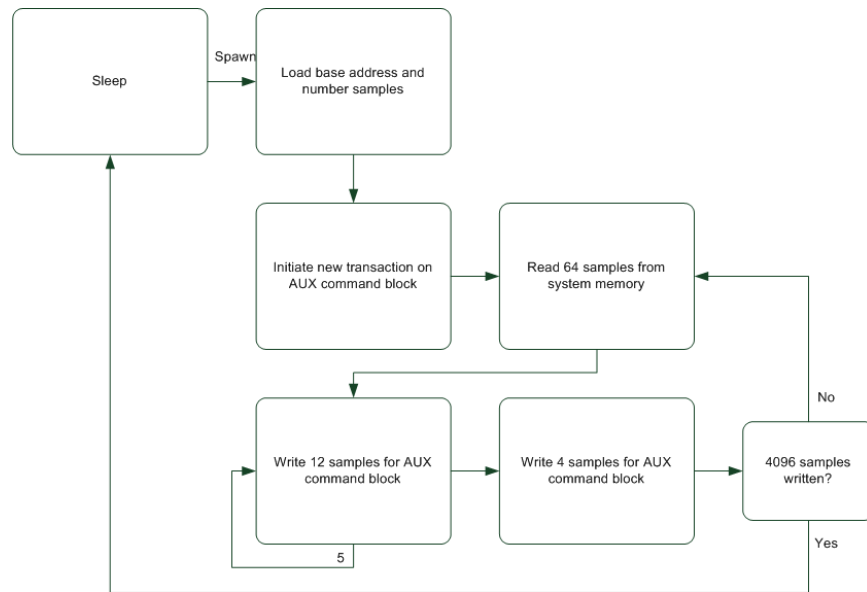 Sleep
Spawn
Load base address and
number samples
Initiate new transaction on
AUX command block
Read 64 samples from
system memory
Write 12 samples for AUX
command block
5
Write 4 samples for AUX
command block
4096 samples
written?
No
Yes